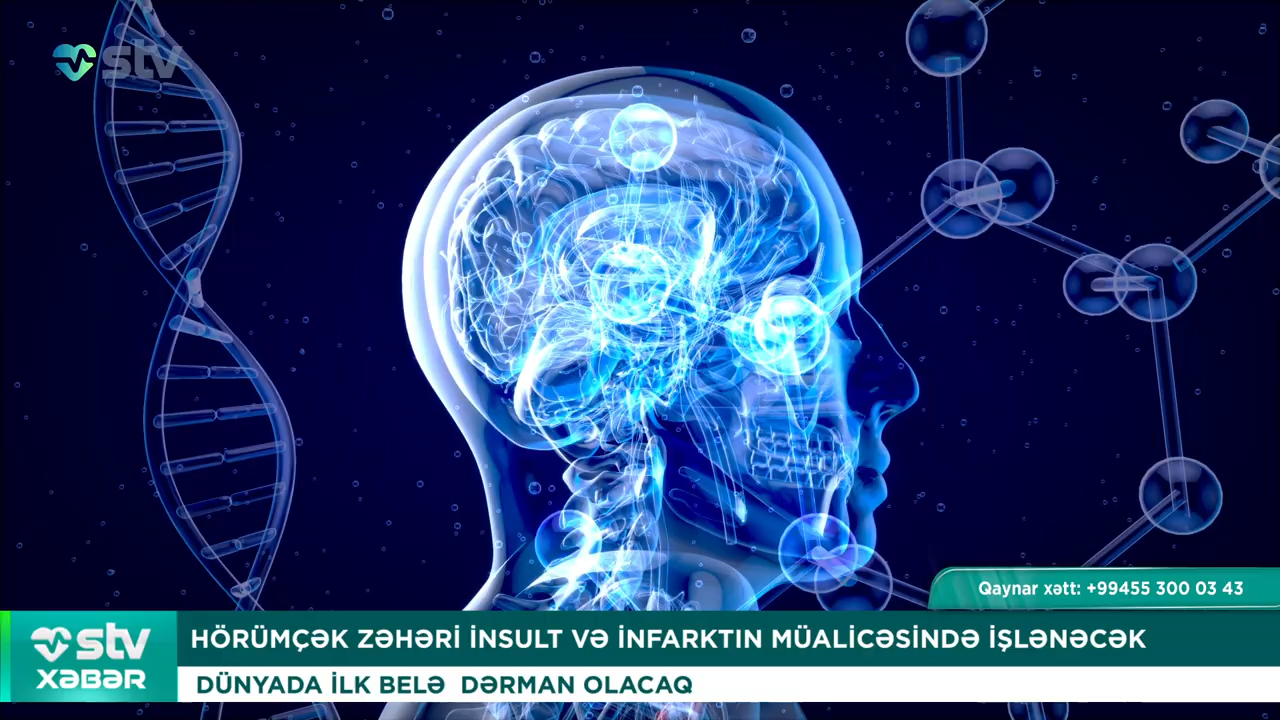 stv
Qaynar xətt: +99455 300 03 43
stv
XƏBƏR
HÖRÜMÇƏK ZƏHƏRİ İNSULT VƏ İNFARKTIN MÜALİCƏSİNDƏ İŞLƏNƏCƏK
DÜNYADA İLK BELƏ DƏRMAN OLACAQ